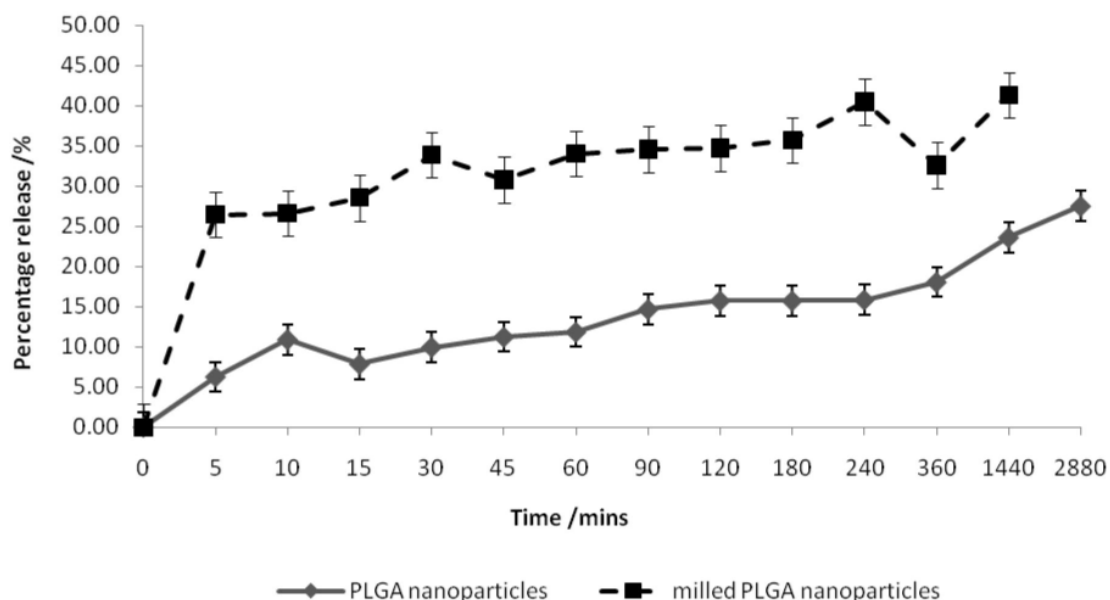 50.00
45.00
40.00
35.00
30.00
25.00
20.00
15.00
10.00
5.00
0.00
Percentage release /%
0 5 10 15 30 45 60 90 120 180 240 360 1440 2880
Time /mins
PLGA nanoparticles milled PLGA nanoparticles